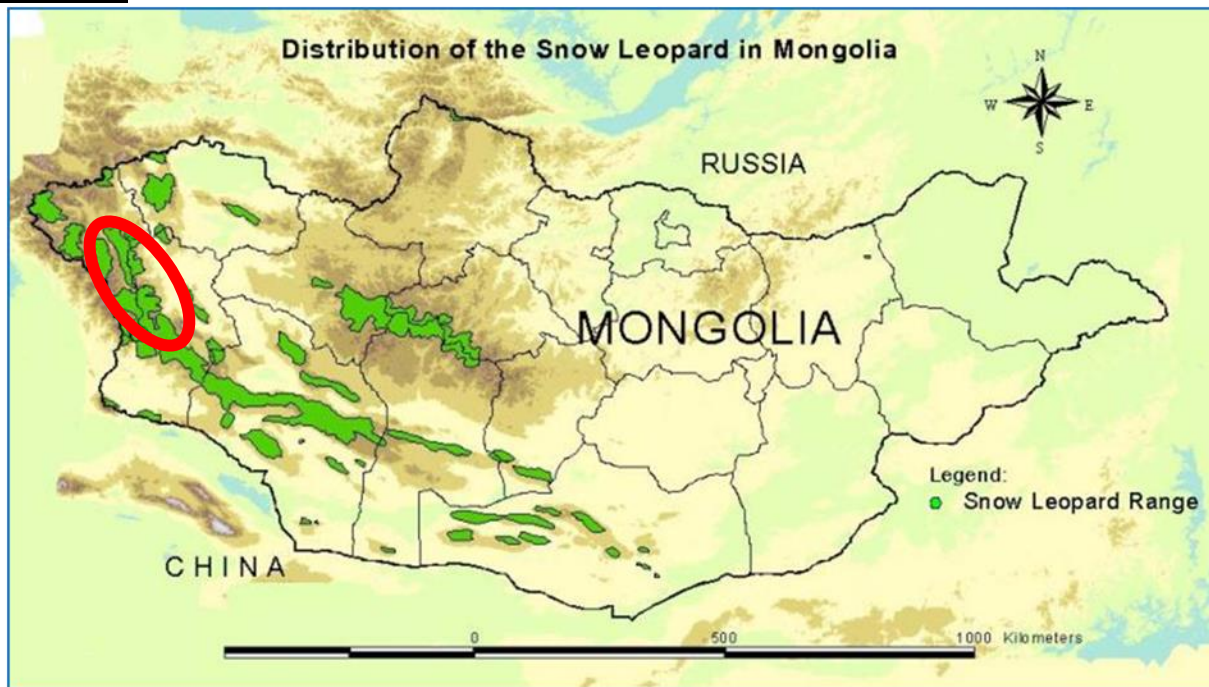 Distribution of the Snow Leopard in Mongolia
N
W E
S
RUSSIA
MONGOLIA
Legend:
Snow Leopard Range
CHINA
0 500 1000 Kilometers